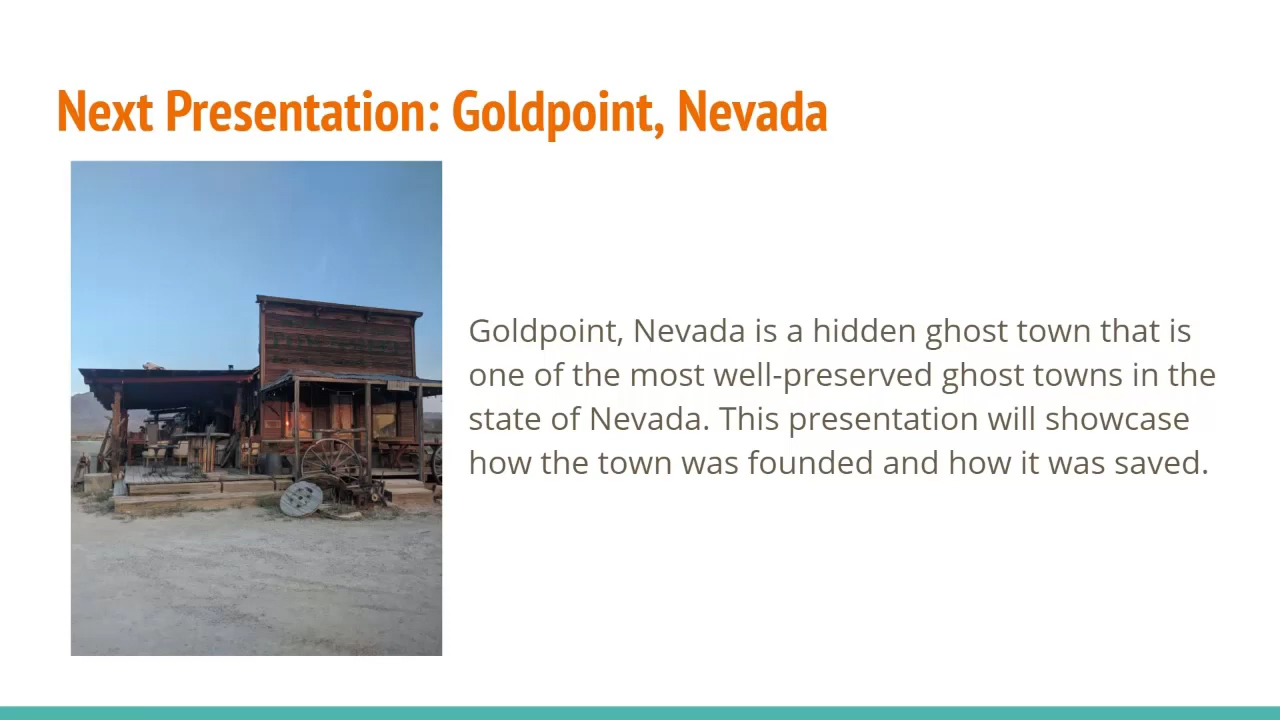 Next Presentation: Goldpoint, Nevada
Goldpoint, Nevada is a hidden ghost town that is
one of the most well-preserved ghost towns in the
state of Nevada. This presentation will showcase
how the town was founded and how it was saved.